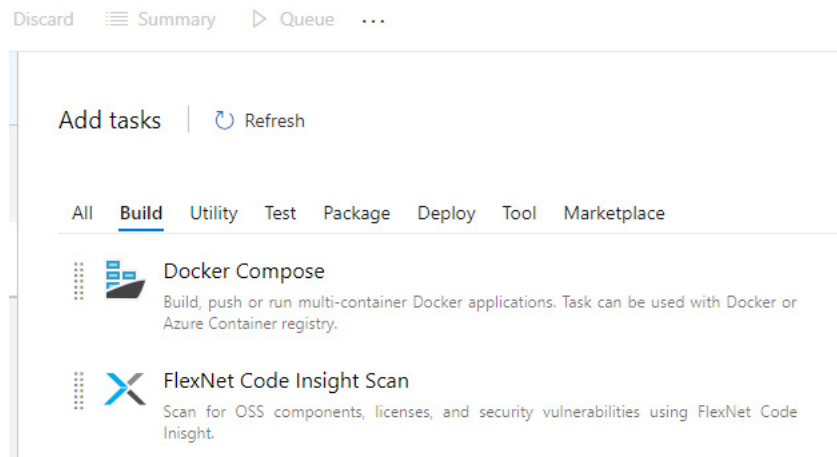 Discard Summary Queue ...
Add tasks Refresh
All Build Utility Test Package Deploy Tool Marketplace
Docker Compose
Build, push or run multi-container Docker applications. Task can be used with Docker or
Azure Container registry.
FlexNet Code Insight Scan
Scan for OSS components, licenses, and security vulnerabilities using FlexNet Code
Inisght.